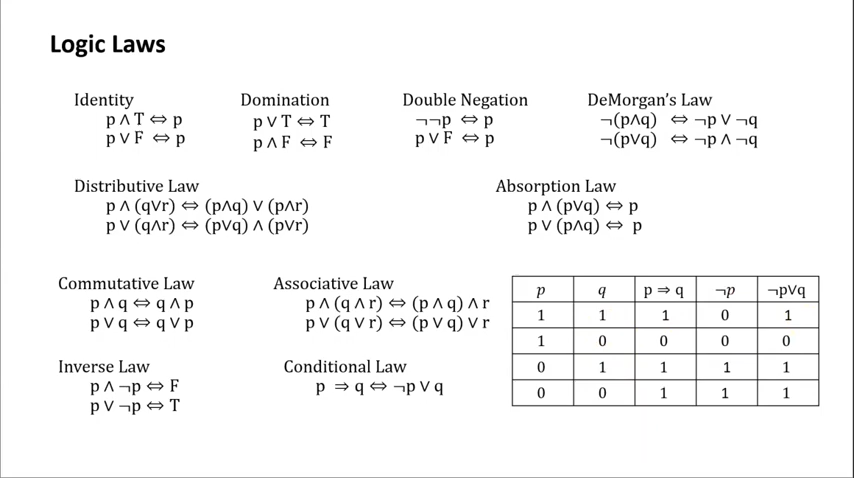 Logic Laws
Identity
p ∧ T ⇔ p
p ∨ F ⇔ p
Domination
p ∨ T ⇔ T
p ∧ F ⇔ F
Double Negation
¬¬p ⇔ p
p ∨ F ⇔ p
DeMorgan's Law
¬(p∧q) ⇔ ¬p ∨ ¬q
¬(p∨q) ⇔ ¬p ∧ ¬q
Distributive Law
p ∧ (q∨r) ⇔ (p∧q) ∨ (p∧r)
p ∨ (q∧r) ⇔ (p∨q) ∧ (p∨r)
Absorption Law
p ∧ (p∨q) ⇔ p
p ∨ (p∧q) ⇔ p
Commutative Law
p ∧ q ⇔ q ∧ p
p ∨ q ⇔ q ∨ p
Associative Law
p ∧ (q ∧ r) ⇔ (p ∧ q) ∧ r
p ∨ (q ∨ r) ⇔ (p ∨ q) ∨ r
Inverse Law
p ∧ ¬p ⇔ F
p ∨ ¬p ⇔ T
Conditional Law
p ⇒ q ⇔ ¬p ∨ q
p q p ⇒ q ¬p ¬p∨q
1 1 1 0 1
1 0 0 0 0
0 1 1 1 1
0 0 1 1 1